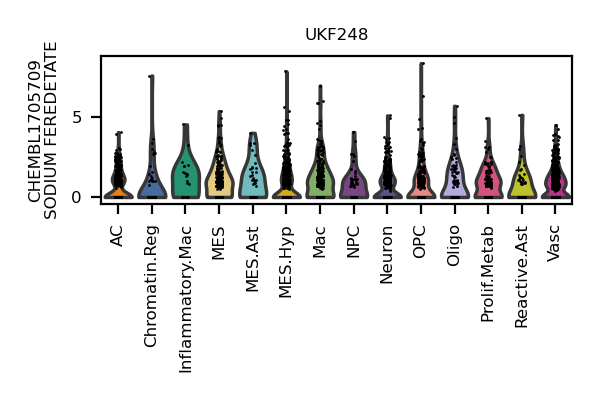 UKF248
CHEMBL1705709
SODIUM FEREDETATE
5
0
AC
Chromatin.Reg
Inflammatory.Mac
MES
MES.Ast
MES.Hyp
Mac
NPC
Neuron
OPC
Oligo
Prolif.Metab
Reactive.Ast
Vasc